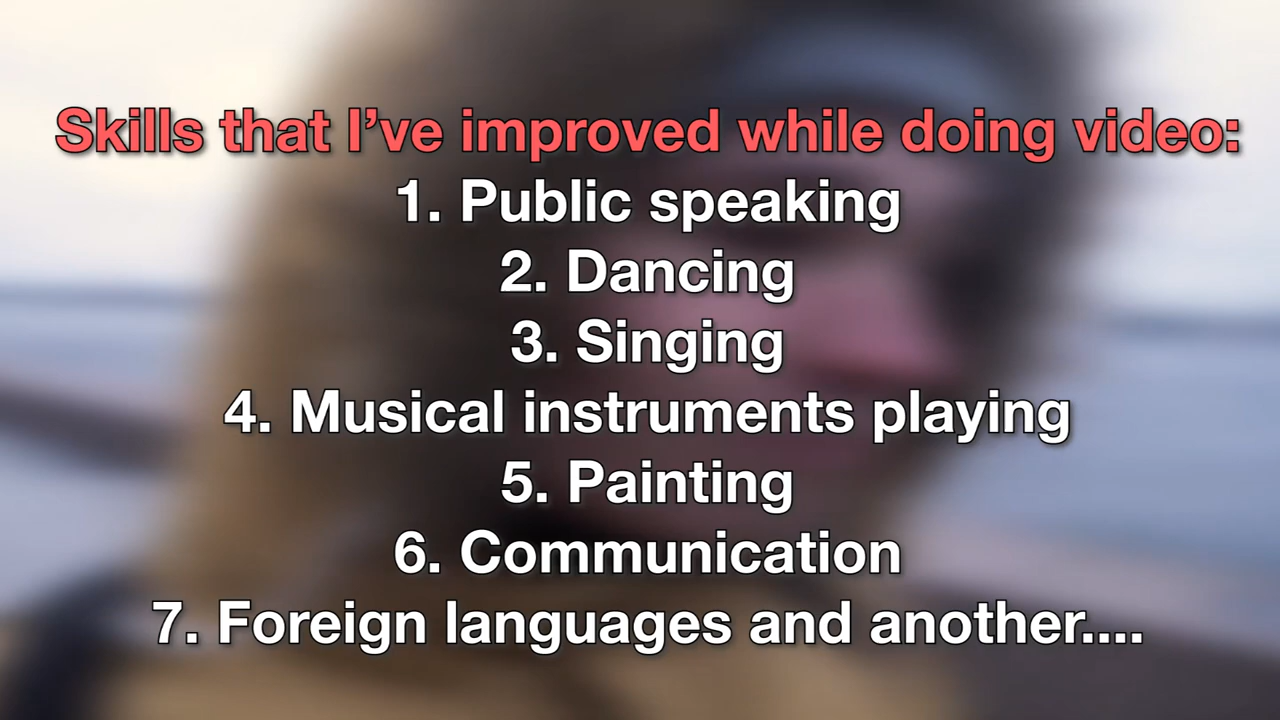 Skills that I’ve improved while doing video:
1. Public speaking
2. Dancing
3. Singing
4. Musical instruments playing
5. Painting
6. Communication
7. Foreign languages and another....